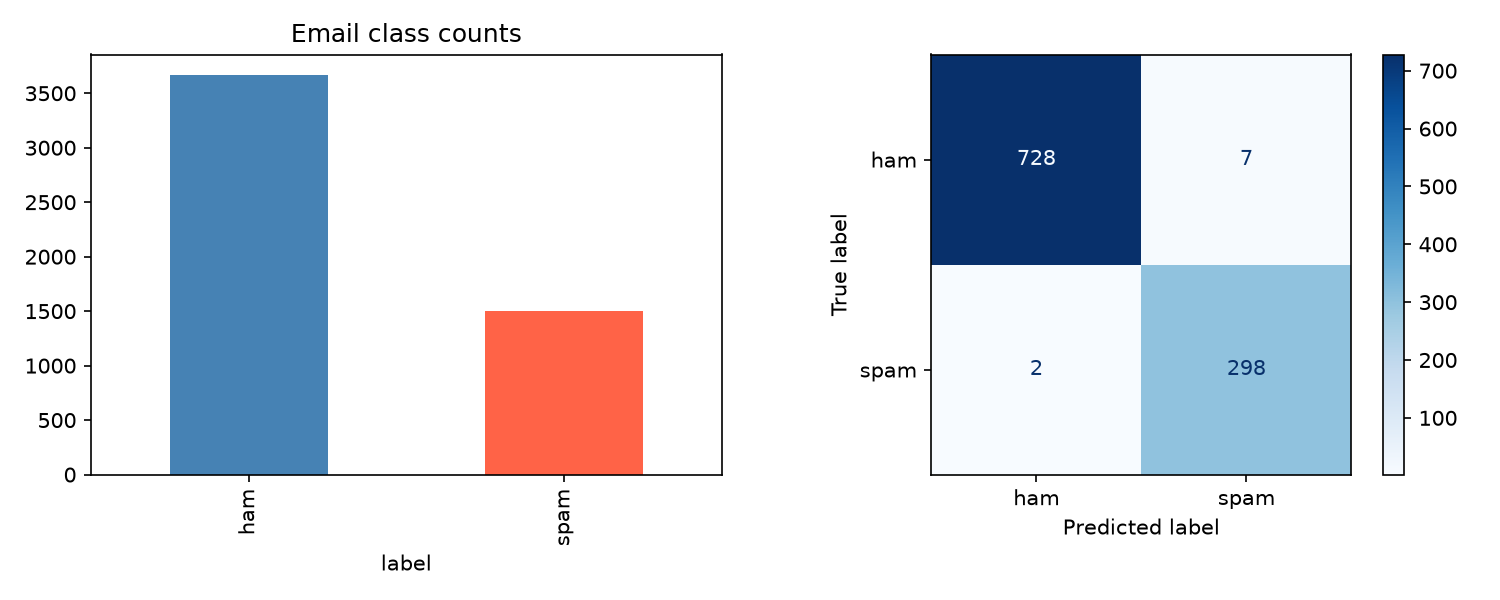 Email class counts
3500
3000
2500
2000
1500
1000
500
0
ham
spam
label
True label
ham
spam
728
7
2
298
ham
spam
Predicted label
700
600
500
400
300
200
100